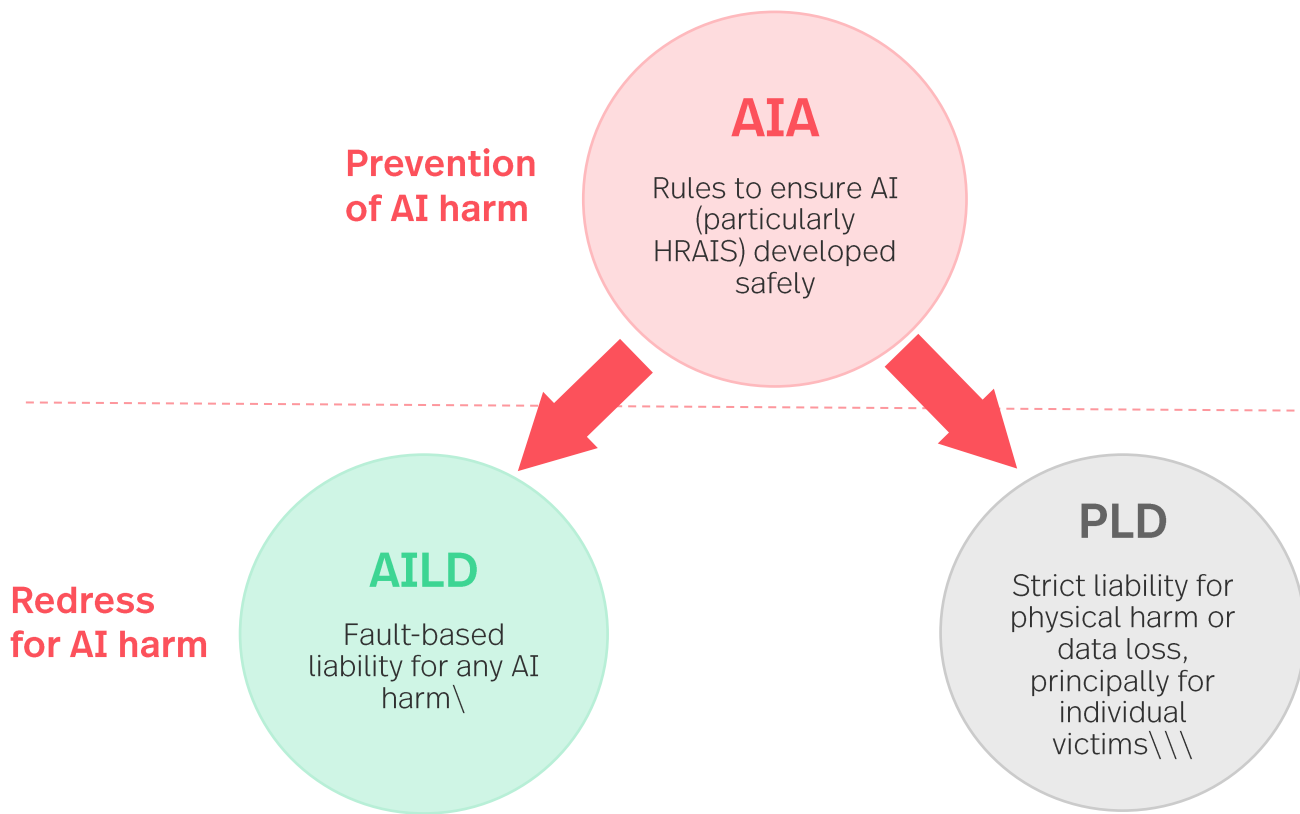 AIA
Prevention
of AI harm
Rules to ensure AI
(particularly
HRAIS) developed
safely
AILD
Redress
for AI harm
Fault-based
liability for any AI
harm\
PLD
Strict liability for
physical harm or
data loss,
principally for
individual
victims\\\